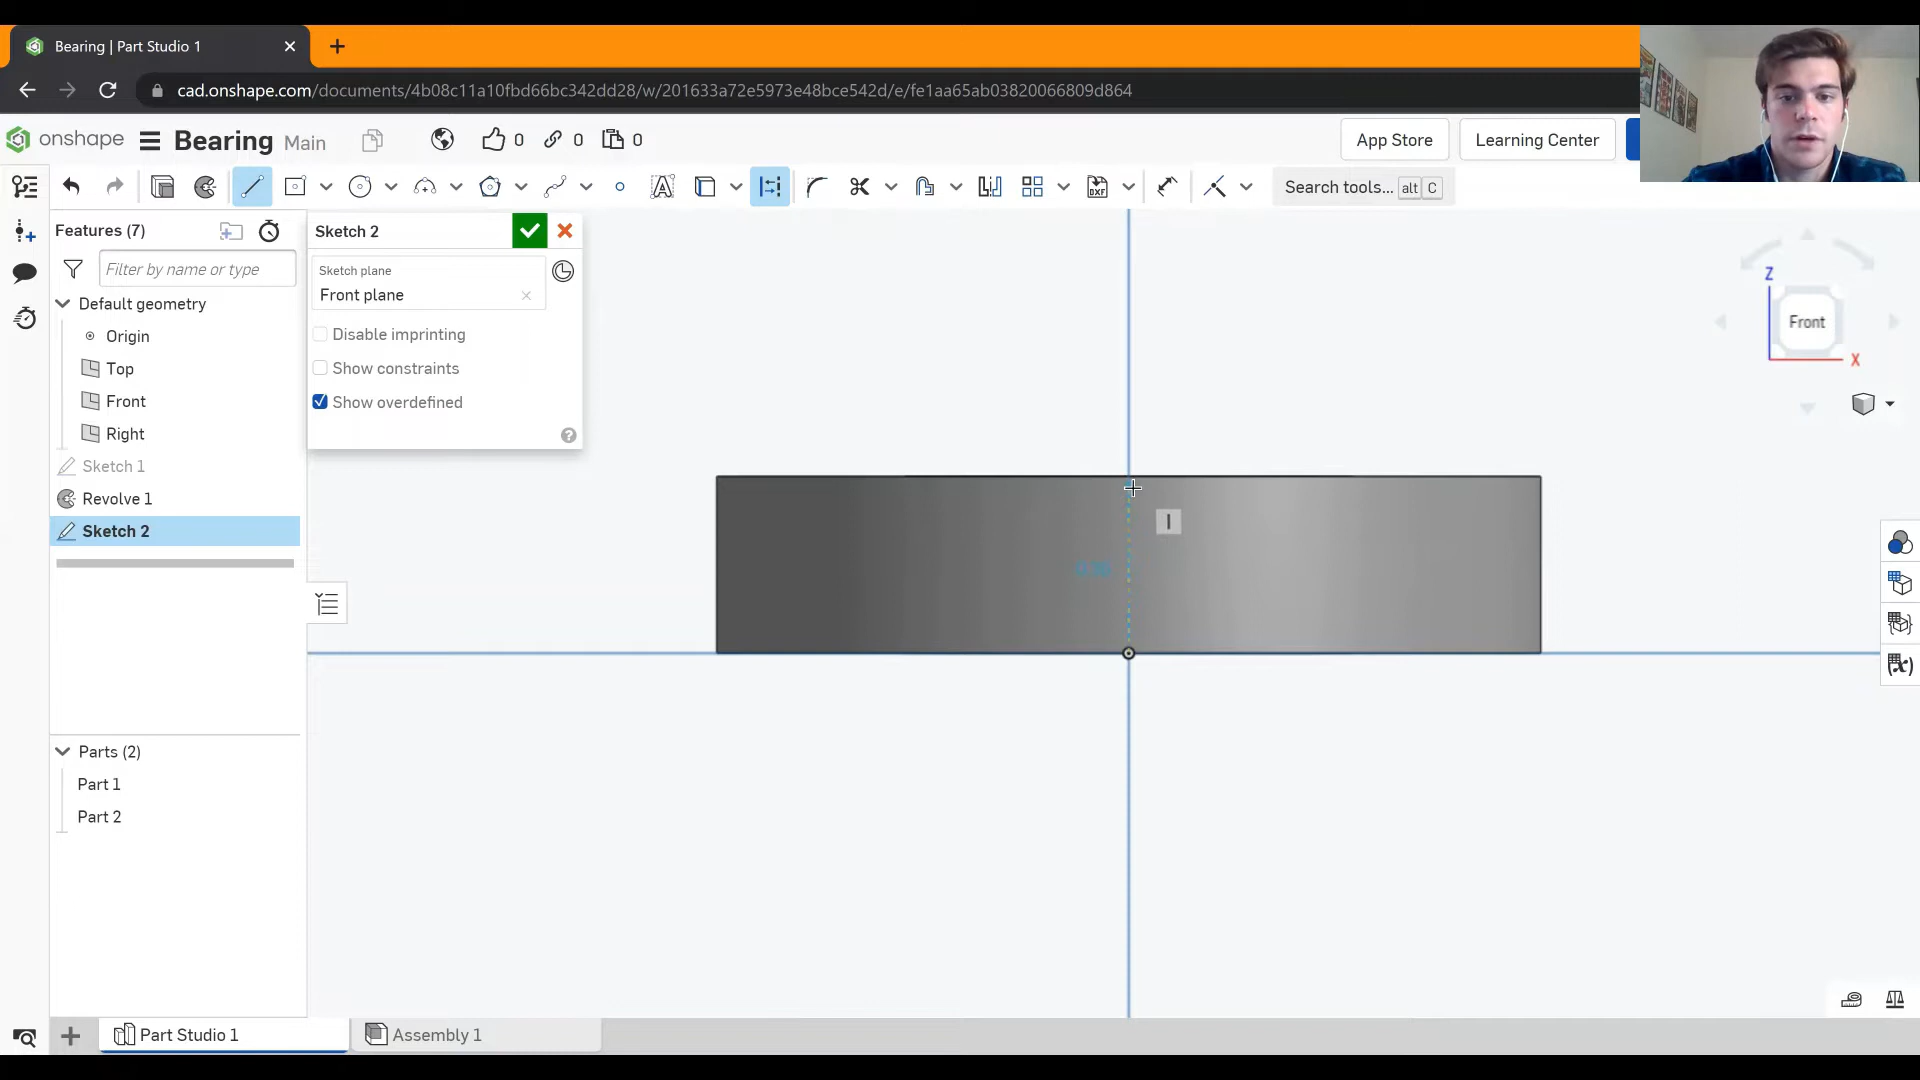 Bearing | Part Studio 1
cad.onshape.com/documents/4b08c11a10fbd66bc342dd28/w/201633a72e5973e48bce542d/e/fe1aa65ab03820066809d864
onshape Bearing Main 0 0 0 App Store Learning Center
Search tools... alt C
Features (7)
Filter by name or type
Default geometry
Origin
Top
Front
Right
Sketch 1
Revolve 1
Sketch 2
Parts (2)
Part 1
Part 2
Sketch 2
Sketch plane
Front plane
Disable imprinting
Show constraints
Show overdefined
Z
Front
X
Part Studio 1
Assembly 1